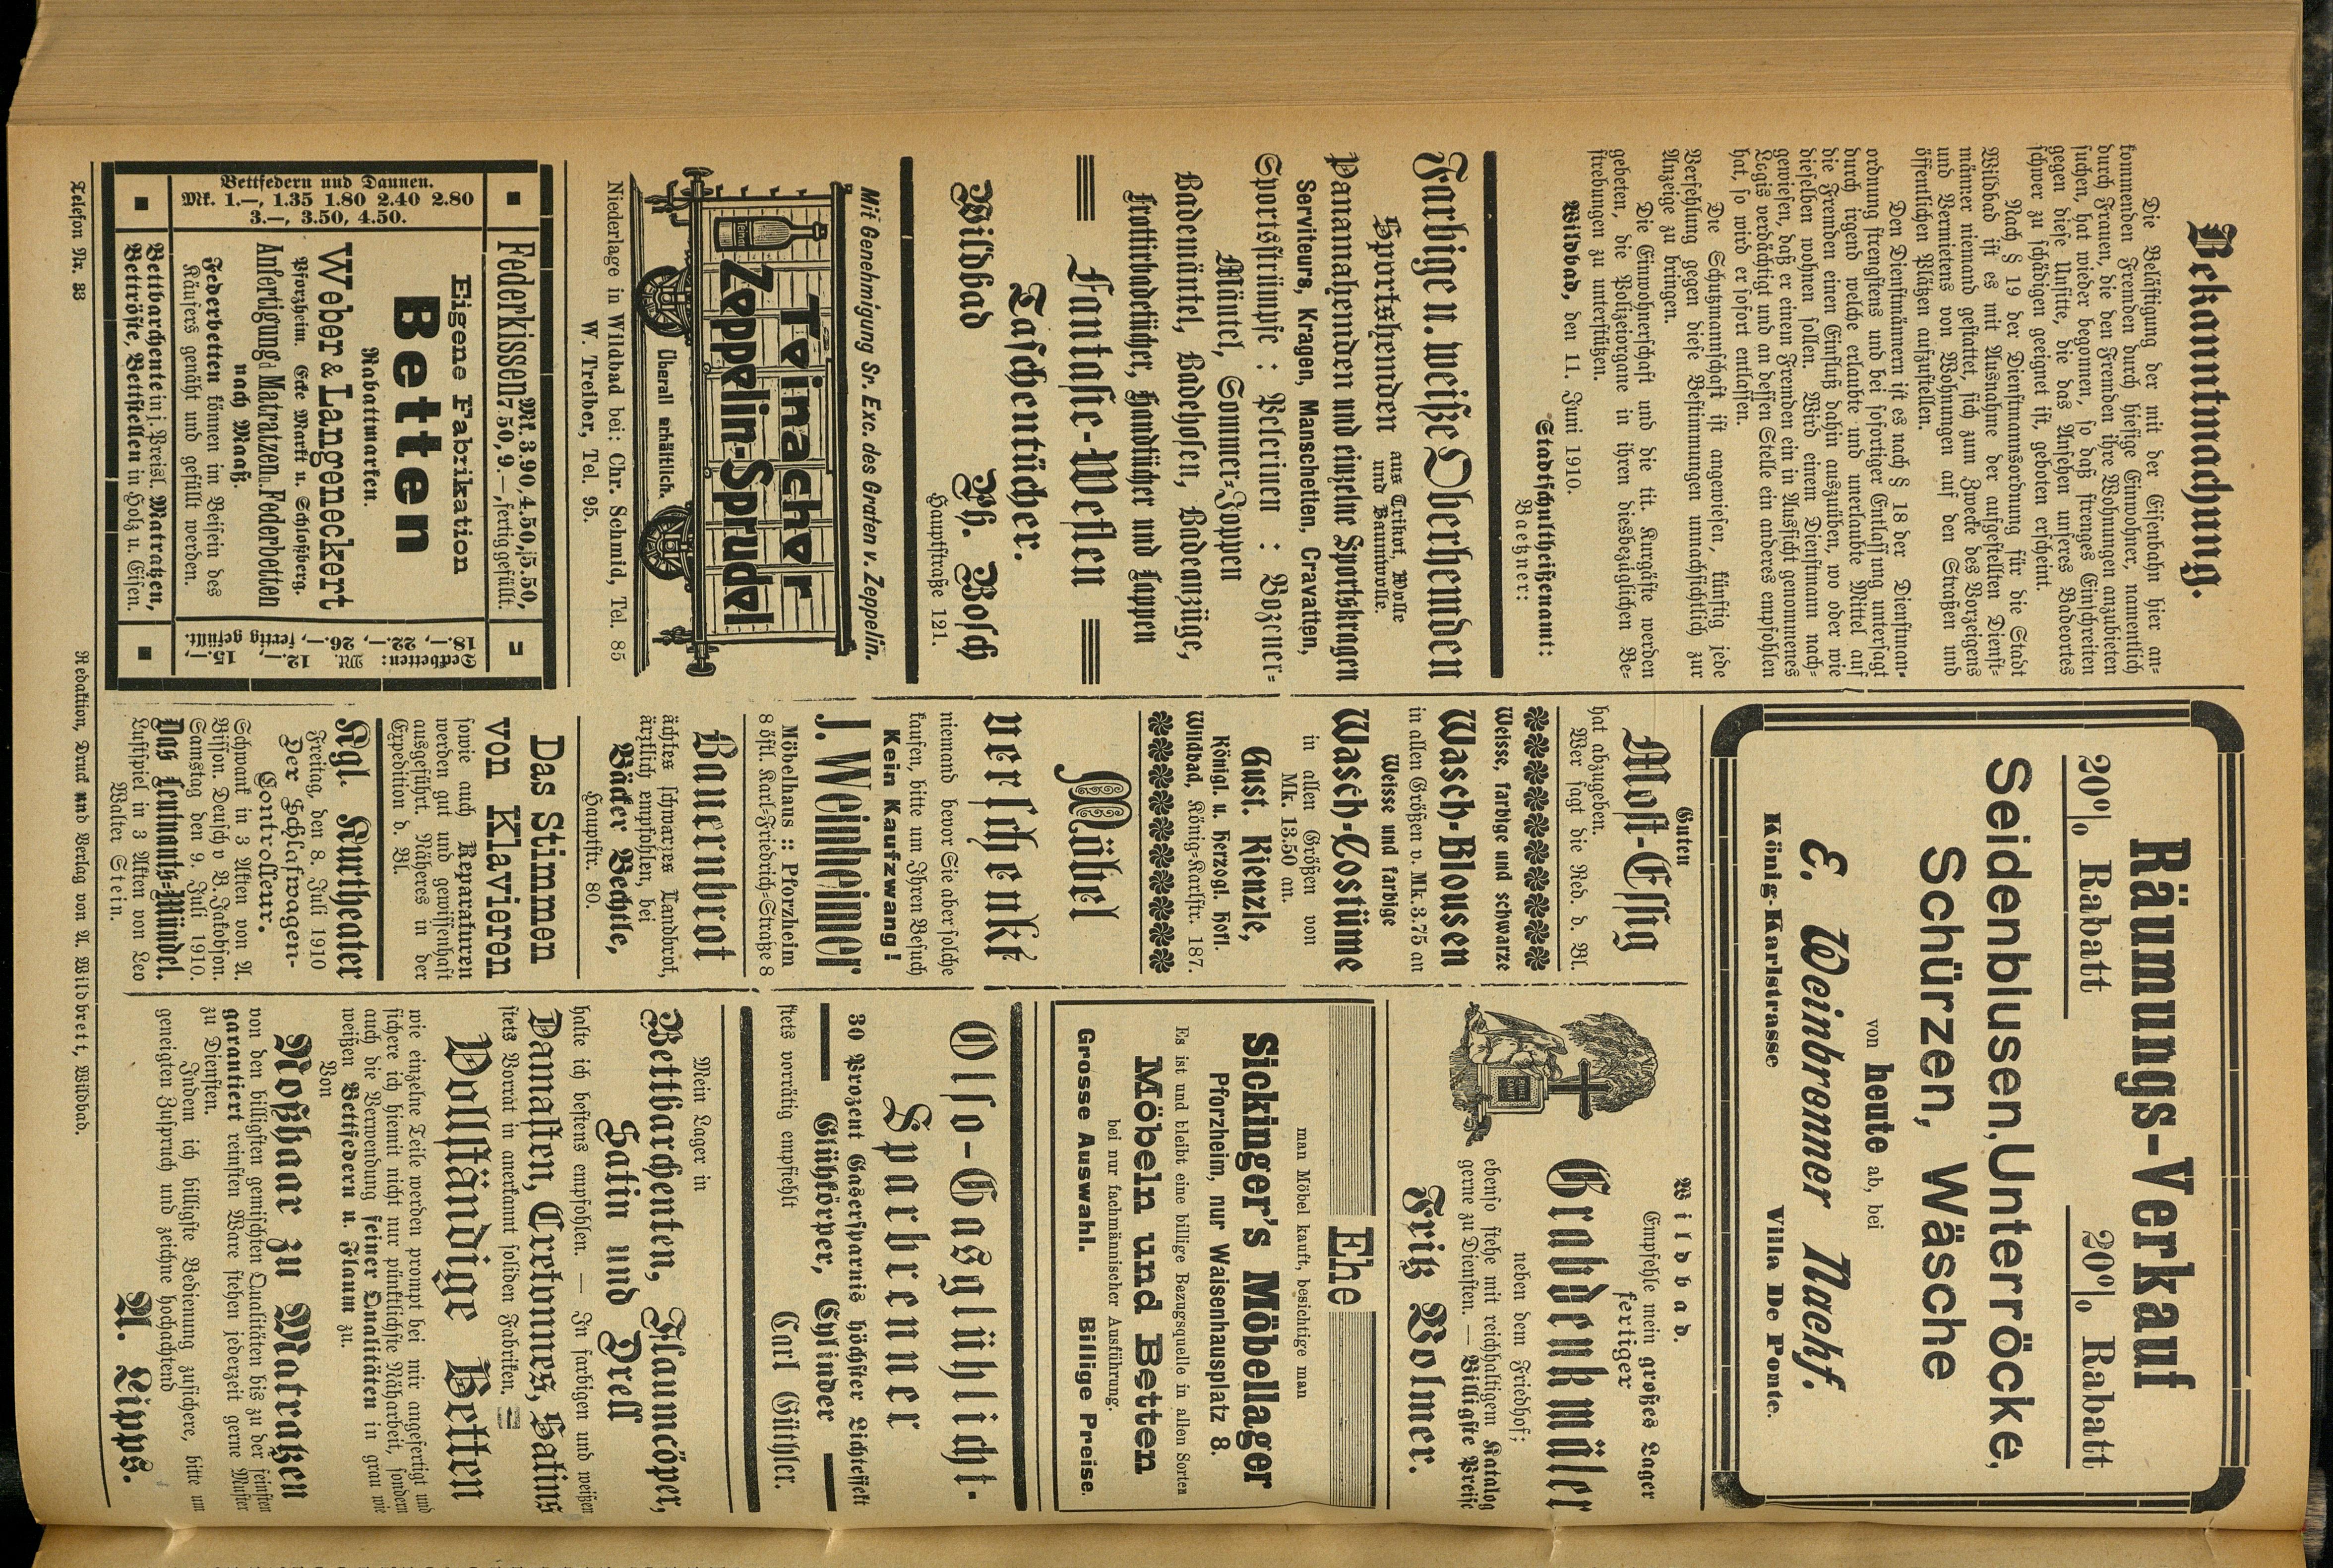 Bekanntmachung.
Die Belästigung der mit der Eisenbahn hier an-
kommenden Fremden durch hiesige Einwohner, namentlich
durch Frauen, die den Fremden ihre Wohnungen anzubieten
suchen, hat wieder begonnen, so daß strenges Einschreiten
gegen diese Unsitte, die das Ansehen unseres Badeortes
schwer zu schädigen geeignet ist, geboten erscheint.
Nach § 19 der Dienstmannsordnung für die Stadt
Wildbad ist es mit Ausnahme der aufgestellten Dienst-
männer niemand gestattet, sich zum Zwecke des Vorzeigens
und Vermietens von Wohnungen auf den Straßen und
öffentlichen Plätzen aufzustellen.
Den Dienstmännern ist es nach § 18 der Dienstman-
ordnung strengstens und bei sofortiger Entlassung untersagt
durch irgend welche erlaubte und unerlaubte Mittel auf
die Fremden einen Einfluß dahin auszuüben, wo oder wie
dieselben wohnen sollen. Wird einem Dienstmann nach-
gewiesen, daß er einen Fremden ein in Aussicht genommenes
Logis verdächtigt und an dessen Stelle ein anderes empfohlen
hat, so wird er sofort entlassen.
Die Schutzmannschaft ist angewiesen, künftig jede
Verfehlung gegen diese Bestimmungen unnachsichtlich zur
Anzeige zu bringen.
Die Einwohnerschaft und die tit. Kurgäste werden
gebeten, die Polizeiorgane in ihren diesbezüglichen Be-
strebungen zu unterstützen.
Wildbad, den 11. Juni 1910.
Stadtschultheißenamt:
Baetzner:
Farbige u. weiße Oberhemden
Sportshemden aus Trikot, Wolle
und Baumwolle.
Panamahemden und einzelne Sportskragen
Serviteurs, Kragen, Manschetten, Cravatten,
Sportsstrümpfe : Pelerinen : Bozener-
Mäntel, Sommer-Joppen
Bademäntel, Badehosen, Badeanzüge,
Frottirbadetücher, Handtücher und Lappen
Fantasie-Westen
Taschentücher.
Wildbad Ph. Bosch
Hauptstraße 121.
Mit Genehmigung Sr. Exc. des Grafen v. Zeppelin.
Teinacher
Zeppelin-Sprudel
Überall erhältlich.
Niederlage in Wildbad bei: Chr. Schmid, Tel. 85
W. Treiber, Tel. 95.
Federkissen Mk. 3.90, 4.50, 5.50,
7 50, 9.—, fertig gefüllt.
Bettfedern und Daunen.
Mk. 1.—, 1.35 1.80 2.40 2.80
3.—, 3.50, 4.50.
Eigene Fabrikation
Betten
Rabattmarken.
Weber & Langeneckert
Pforzheim. Ecke Markt u. Schloßberg.
Anfertigung v. Matratzen u. Federbetten
nach Maaß.
Federbetten können im Beisein des
Käufers genäht und gefüllt werden.
Deckbetten: Mk. 12.—, 15.—,
18.—, 22.—, 26.—, fertig gefüllt.
Bettbarchente in j. Preisl. Matratzen,
Bettröste, Bettstellen in Holz u. Eisen.
Räumungs-Verkauf
20% Rabatt 20% Rabatt
Seidenblusen, Unterröcke,
Schürzen, Wäsche
von heute ab, bei
E. Weinbrenner Nachf.
König-Karlstrasse Villa De Ponte.
Guten
Most-Essig
hat abzugeben.
Wer sagt die Red. d. Bl.
Weisse, farbige und schwarze
Wasch-Blousen
in allen Größen v. Mk. 3.75 an
Weisse und farbige
Wasch-Costüme
in allen Größen von
Mk. 13.50 an.
Gust. Kienzle,
Königl. u. Herzogl. Hofl.
Wildbad, König-Karlstr. 187.
Möbel
verschenkt
niemand bevor Sie aber solche
kaufen, bitte um Ihren Besuch
Kein Kaufzwang!
J. Weinheimer
Möbelhaus :: Pforzheim
8 östl. Karl-Friedrich-Straße 8
Bauernbrot
ächtes schwarzes Landbrot,
ärztlich empfohlen, bei
Bäcker Bechtle,
Hauptstr. 80.
Das Stimmen
von Klavieren
sowie auch Reparaturen
werden gut und gewissenhaft
ausgeführt. Näheres in der
Expedition d. Bl.
Kgl. Kurtheater
Freitag, den 8. Juli 1910
Der Schlafwagen-
Controlleur.
Schwank in 3 Akten von A.
Bisson. Deutsch v B. Jakobson.
Samstag den 9. Juli 1910.
Das Leutnants-Mündel.
Lustspiel in 3 Akten von Leo
Walter Stein.
Wildbad.
Empfehle mein großes Lager
fertiger
Grabdenkmäler
neben dem Friedhof;
ebenso stehe mit reichhaltigem Katalog
gerne zu Diensten. — Billigste Preise
Fritz Volmer.
Ehe
man Möbel kauft, besichtige man
Sickinger's Möbellager
Pforzheim, nur Waisenhausplatz 8.
Es ist und bleibt eine billige Bezugsquelle in allen Sorten
Möbeln und Betten
bei nur fachmännischer Ausführung.
Grosse Auswahl. Billige Preise.
Olso-Gasglühlicht-
Sparbrenner
30 Prozent Gasersparnis höchster Lichteffekt
Glühkörper, Cylinder
stets vorrätig empfiehlt Carl Güthler.
Mein Lager in
Bettbarchenten, Flaumcöper,
Satin und Drell
halte ich bestens empfohlen. — In farbigen und weißen
Damasten, Cretonnes, Satins
stets Vorrat in anerkannt soliden Fabriken.
Vollständige Betten
wie einzelne Teile werden prompt bei mir angefertigt und
sichere ich hiemit nicht nur pünktlichste Näharbeit, sondern
auch die Verwendung feiner Qualitäten in grau wie
weißen Bettfedern u. Flaum zu.
Von
Roßhaar zu Matratzen
von den billigsten gemischten Qualitäten bis zu der feinsten
garantiert reinsten Ware stehen jederzeit gerne Muster
zu Diensten.
Indem ich billigste Bedienung zusichere, bitte um
geneigten Zuspruch und zeichne hochachtend
A. Lipps.
Telefon Nr. 33 Redaktion, Druck und Verlag von A. Wildbrett, Wildbad.